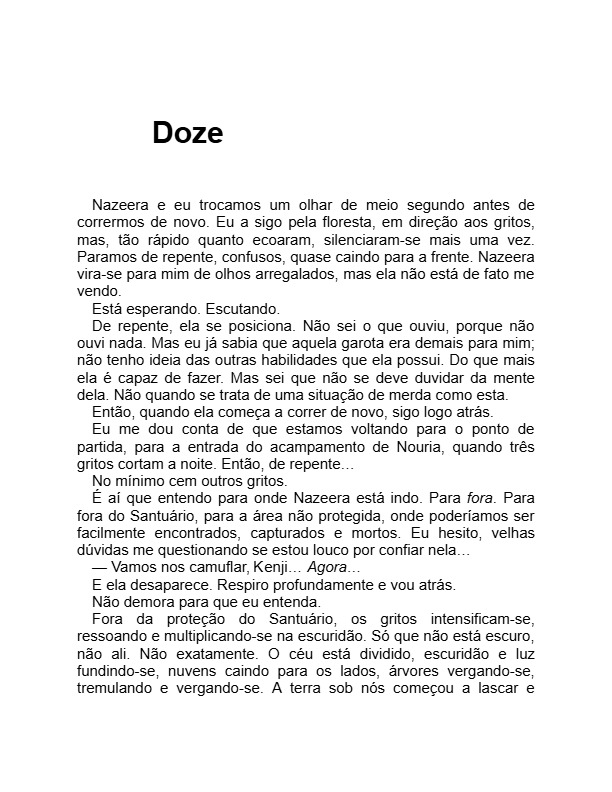 Doze
Nazeera e eu trocamos um olhar de meio segundo antes de
corrermos de novo. Eu a sigo pela floresta, em direção aos gritos,
mas, tão rápido quanto ecoaram, silenciaram-se mais uma vez.
Paramos de repente, confusos, quase caindo para a frente. Nazeera
vira-se para mim de olhos arregalados, mas ela não está de fato me
vendo.
Está esperando. Escutando.
De repente, ela se posiciona. Não sei o que ouviu, porque não
ouvi nada. Mas eu já sabia que aquela garota era demais para mim;
não tenho ideia das outras habilidades que ela possui. Do que mais
ela é capaz de fazer. Mas sei que não se deve duvidar da mente
dela. Não quando se trata de uma situação de merda como esta.
Então, quando ela começa a correr de novo, sigo logo atrás.
Eu me dou conta de que estamos voltando para o ponto de
partida, para a entrada do acampamento de Nouria, quando três
gritos cortam a noite. Então, de repente…
No mínimo cem outros gritos.
É aí que entendo para onde Nazeera está indo. Para fora. Para
fora do Santuário, para a área não protegida, onde poderíamos ser
facilmente encontrados, capturados e mortos. Eu hesito, velhas
dúvidas me questionando se estou louco por confiar nela…
— Vamos nos camuflar, Kenji… Agora…
E ela desaparece. Respiro profundamente e vou atrás.
Não demora para que eu entenda.
Fora da proteção do Santuário, os gritos intensificam-se,
ressoando e multiplicando-se na escuridão. Só que não está escuro,
não ali. Não exatamente. O céu está dividido, escuridão e luz
fundindo-se, nuvens caindo para os lados, árvores vergando-se,
tremulando e vergando-se. A terra sob nós começou a lascar e